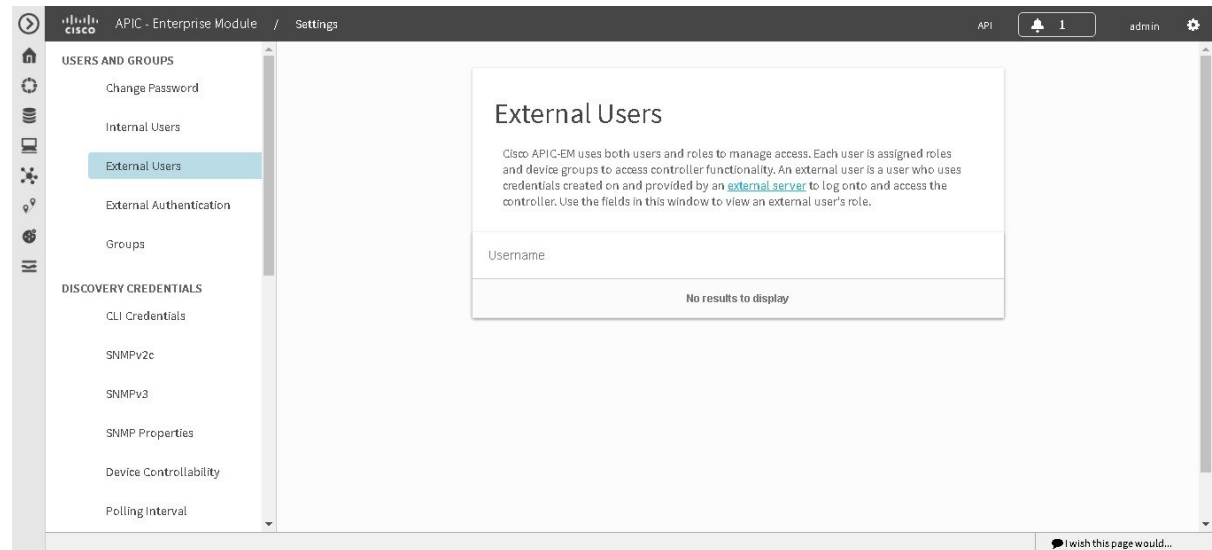 CISCO APIC - Enterprise Module / Settings
API
1
admin
USERS AND GROUPS
Change Password
Internal Users
External Users
External Authentication
Groups
DISCOVERY CREDENTIALS
CLI Credentials
SNMPv2c
SNMPv3
SNMP Properties
Device Controllability
Polling Interval
External Users
Cisco APIC-EM uses both users and roles to manage access. Each user is assigned roles
and device groups to access controller functionality. An external user is a user who uses
credentials created on and provided by an external server to log onto and access the
controller. Use the fields in this window to view an external user's role.
Username
No results to display
I wish this page would...